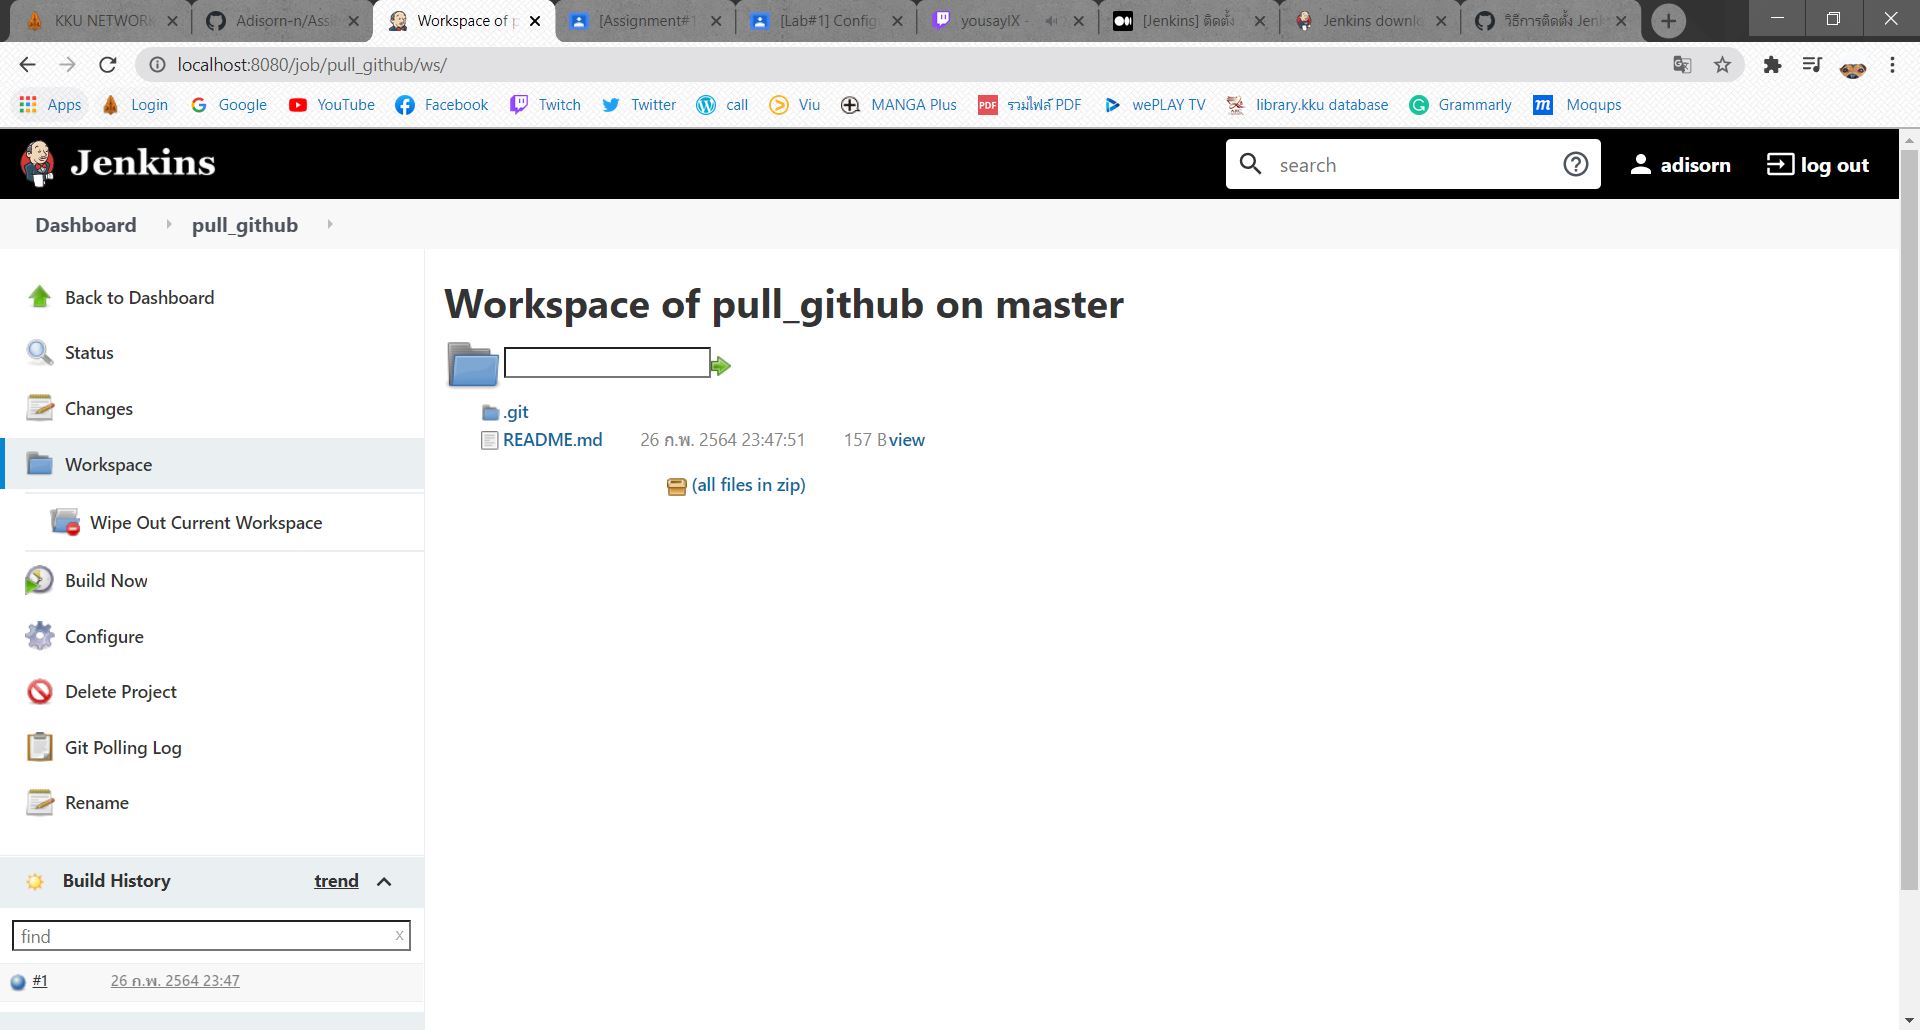 KKU NETWORK
Adisorn-n/Assi
Workspace of p
[Assignment#1
[Lab#1] Config
yousayIX -
[Jenkins] ติดตั้ง
Jenkins downlo
วิธีการติดตั้ง Jen
localhost:8080/job/pull_github/ws/
Apps Login Google YouTube Facebook Twitch Twitter call Viu MANGA Plus PDF รวมไฟล์ PDF wePLAY TV library.kku database Grammarly m Moqups
Jenkins
search
adisorn
log out
Dashboard
pull_github
Back to Dashboard
Status
Changes
Workspace
Wipe Out Current Workspace
Build Now
Configure
Delete Project
Git Polling Log
Rename
Build History trend
find x
#1 26 ก.พ. 2564 23:47
Workspace of pull_github on master
.git
README.md 26 ก.พ. 2564 23:47:51 157 B view
(all files in zip)